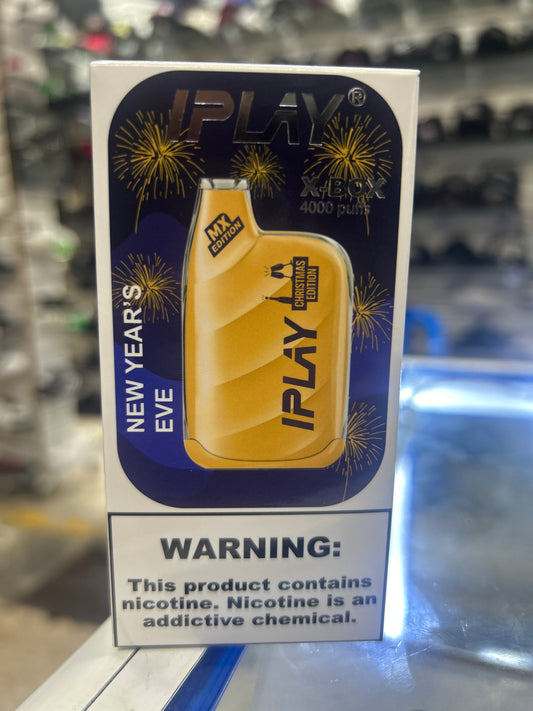 IPLAY®
X-BOX
4000 puffs
MX
EDITION
CHRISTMAS
EDITION
IPLAY
NEW YEAR'S
EVE
WARNING:
This product contains
nicotine. Nicotine is an
addictive chemical.